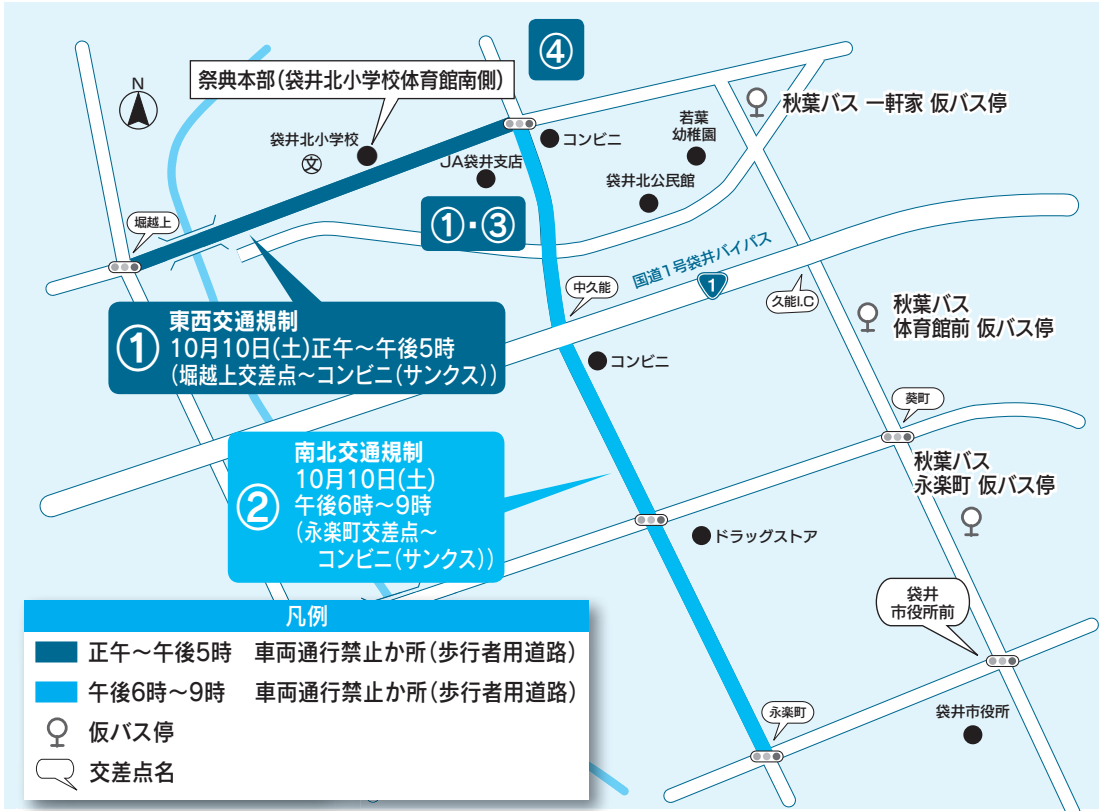 ④
N
祭典本部(袋井北小学校体育館南側)
秋葉バス 一軒家 仮バス停
若葉
幼稚園
コンビニ
袋井北小学校
文
JA袋井支店
袋井北公民館
①・③
堀越上
国道1号袋井バイパス
1
中久能
久能I.C
秋葉バス
体育館前 仮バス停
①
東西交通規制
10月10日(土)正午～午後5時
(堀越上交差点～コンビニ(サンクス))
コンビニ
葵町
秋葉バス
永楽町 仮バス停
②
南北交通規制
10月10日(土)
午後6時～9時
(永楽町交差点～
コンビニ(サンクス))
ドラッグストア
袋井
市役所前
凡例
正午～午後5時 車両通行禁止か所(歩行者用道路)
午後6時～9時 車両通行禁止か所(歩行者用道路)
仮バス停
交差点名
永楽町
袋井市役所